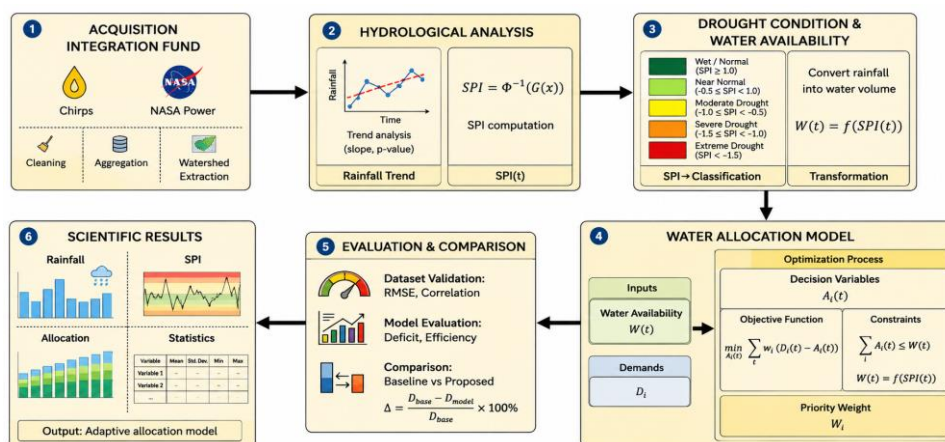 1
ACQUISITION
INTEGRATION FUND
Chirps
NASA
NASA Power
Cleaning
Aggregation
Watershed
Extraction
2
HYDROLOGICAL ANALYSIS
Rainfall
Time
Trend analysis
(slope, p-value)
Rainfall Trend
SPI = Φ⁻¹(G(x))
SPI computation
SPI(t)
3
DROUGHT CONDITION &
WATER AVAILABILITY
Wet / Normal
(SPI ≥ 1.0)
Near Normal
(-0.5 ≤ SPI < 1.0)
Moderate Drought
(-1.0 ≤ SPI < -0.5)
Severe Drought
(-1.5 ≤ SPI < -1.0)
Extreme Drought
(SPI < -1.5)
SPI→Classification
Convert rainfall
into water volume
W(t) = f(SPI(t))
Transformation
4
WATER ALLOCATION MODEL
Inputs
Water Availability
W(t)
Demands
D_i
Optimization Process
Decision Variables
A_i(t)
Objective Function
min_{A_i(t)} ∑_i w_i (D_i(t) − A_i(t))
Constraints
∑_i A_i(t) ≤ W(t)
W(t) = f(SPI(t))
Priority Weight
W_i
5
EVALUATION & COMPARISON
Dataset Validation:
RMSE, Correlation
Model Evaluation:
Deficit, Efficiency
Comparison:
Baseline vs Proposed
Δ = (D_base − D_model) / D_base × 100%
6
SCIENTIFIC RESULTS
Rainfall
SPI
Allocation
Statistics
Variable Mean Std. Dev. Min Max
Variable 1 – – – –
Variable 2 – – – –
... – – – –
Output: Adaptive allocation model